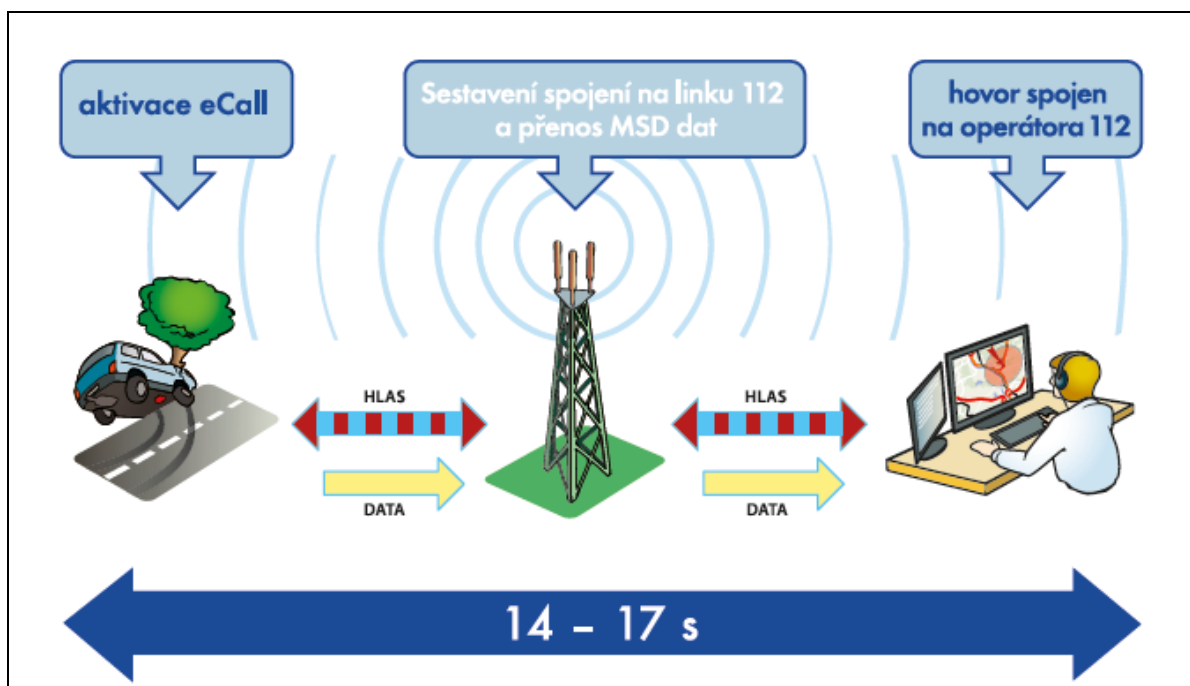 aktivace eCall
Sestavení spojení na linku 112
a přenos MSD dat
hovor spojen
na operátora 112
HLAS
HLAS
DATA
DATA
14 – 17 s